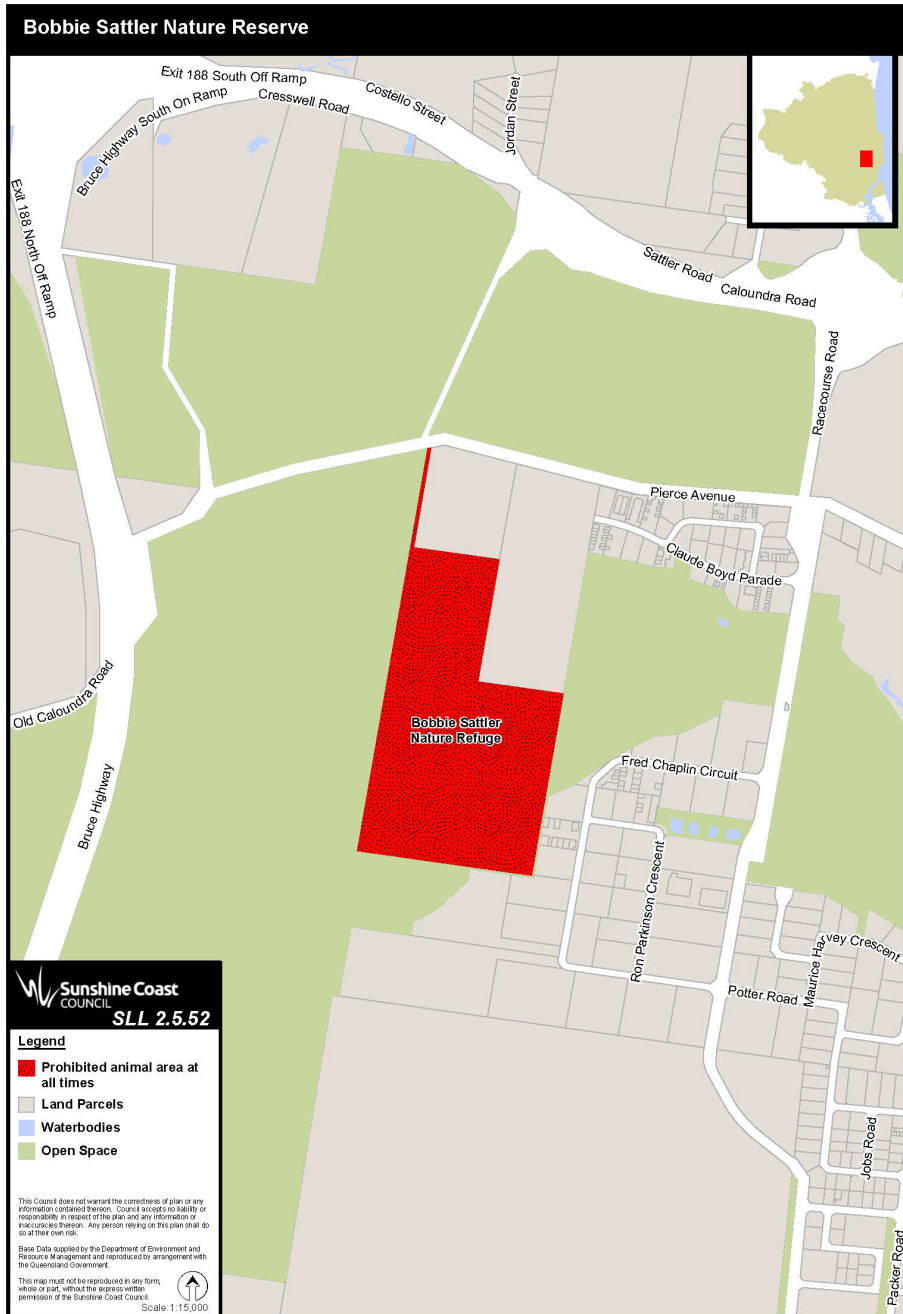 Bobbie Sattler Nature Reserve
Exit 188 South Off Ramp
Bruce Highway South On Ramp
Cresswell Road
Costello Street
Jordan Street
Exit 188 North Off Ramp
Sattler Road
Caloundra Road
Racecourse Road
Pierce Avenue
Claude Boyd Parade
Old Caloundra Road
Bruce Highway
Bobbie Sattler
Nature Refuge
Fred Chaplin Circuit
Ron Parkinson Crescent
Maurice Harvey Crescent
Potter Road
Jobs Road
Packer Road
Sunshine Coast
COUNCIL
SLL 2.5.52
Legend
Prohibited animal area at
all times
Land Parcels
Waterbodies
Open Space
This Council does not warrant the correctness of plan or any
information contained thereon. Council accepts no liability or
responsibility in respect of the plan and any information or
inaccuracies thereon. Any person relying on this plan shall do
so at their own risk.
Base Data supplied by the Department of Environment and
Resource Management and reproduced by arrangement with
the Queensland Government.
This map must not be reproduced in any form,
whole or part, without the express written
permission of the Sunshine Coast Council.
Scale:1:15,000